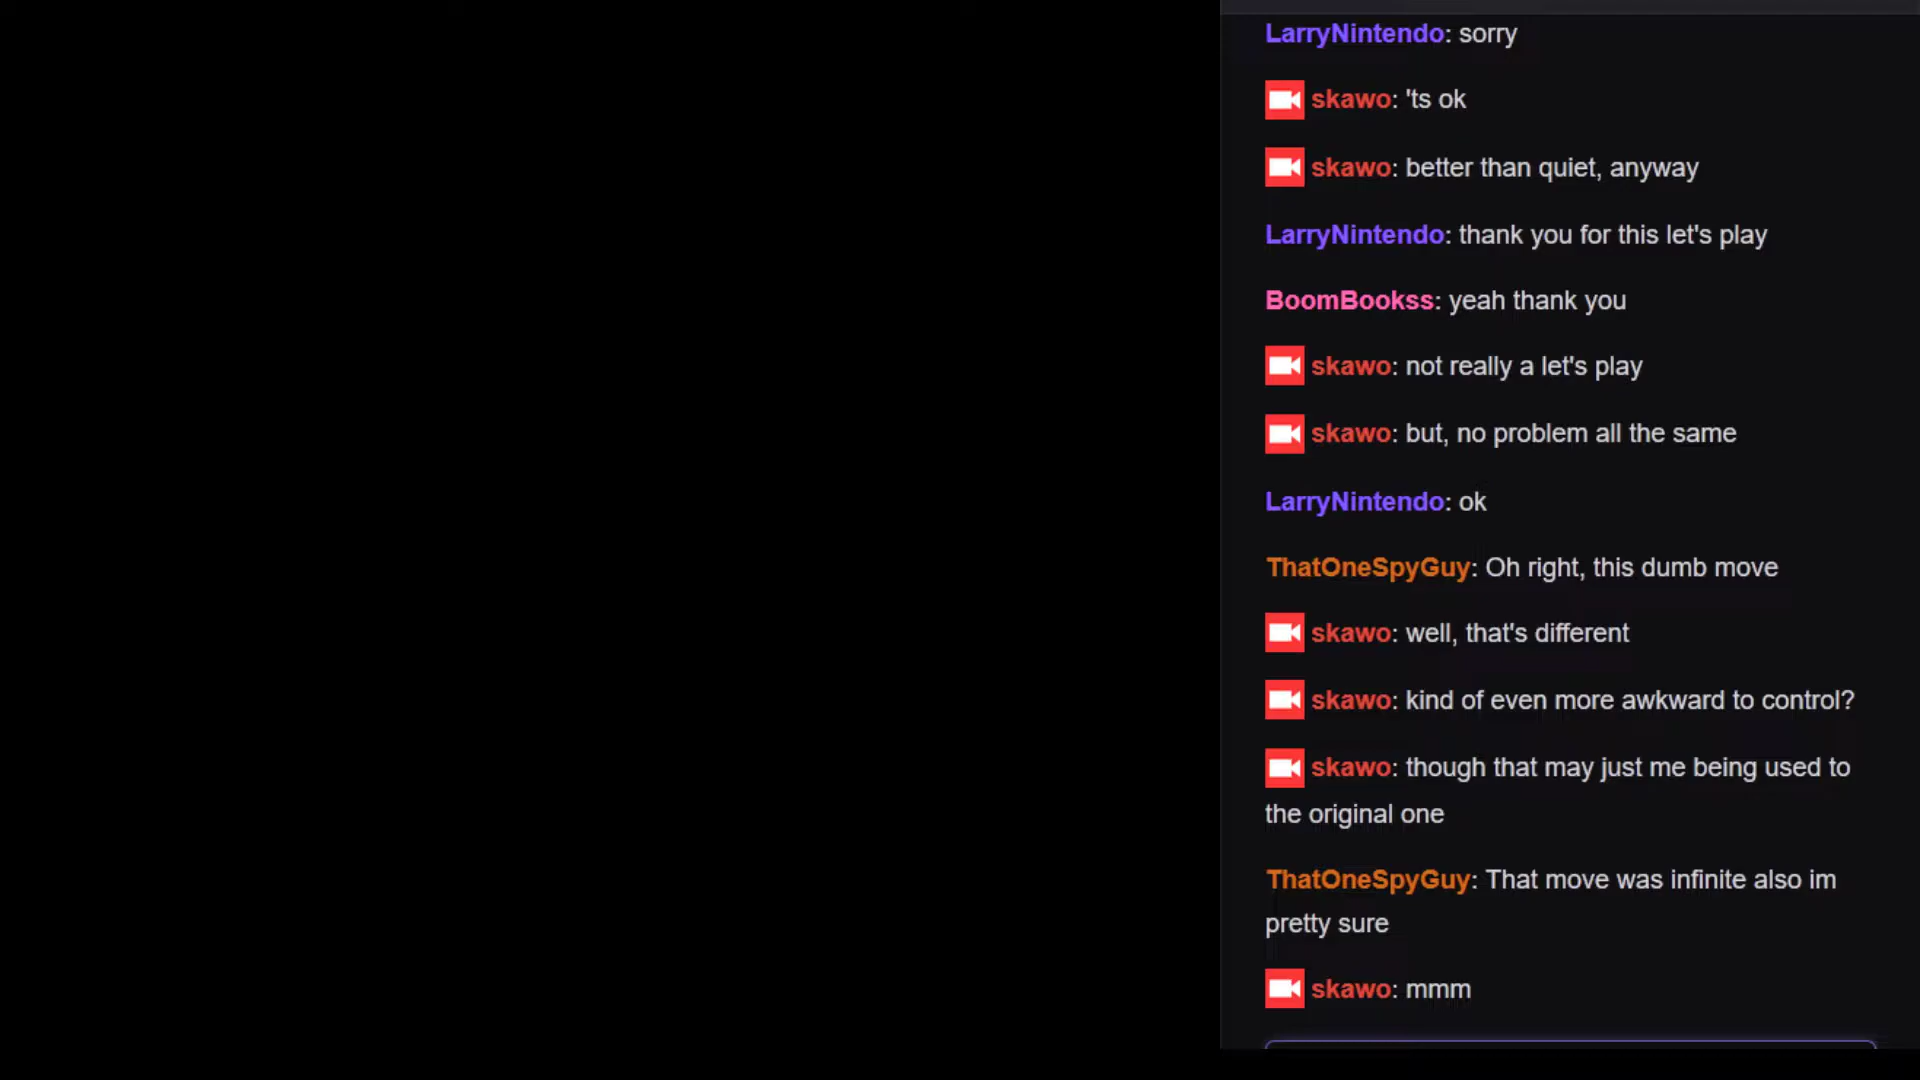 LarryNintendo: sorry
skawo: 'ts ok
skawo: better than quiet, anyway
LarryNintendo: thank you for this let's play
BoomBookss: yeah thank you
skawo: not really a let's play
skawo: but, no problem all the same
LarryNintendo: ok
ThatOneSpyGuy: Oh right, this dumb move
skawo: well, that's different
skawo: kind of even more awkward to control?
skawo: though that may just me being used to
the original one
ThatOneSpyGuy: That move was infinite also im
pretty sure
skawo: mmm